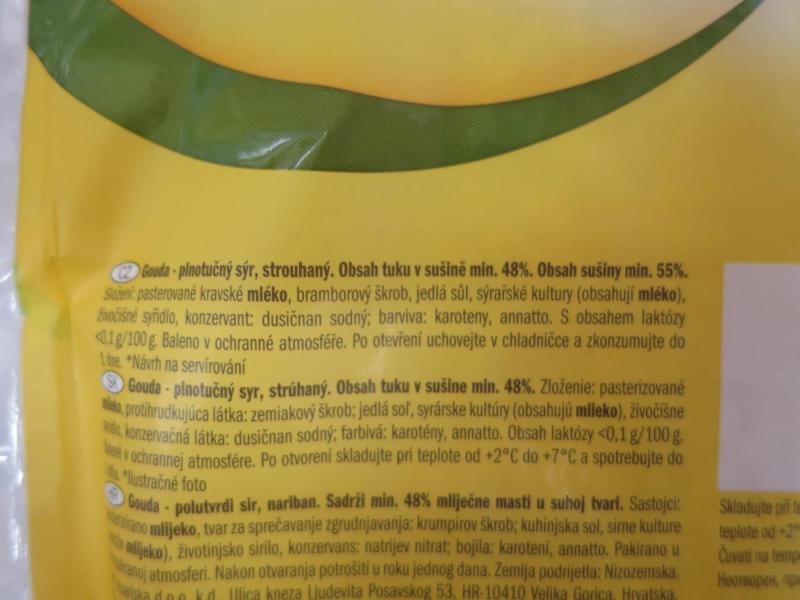 CZ Gouda - plnotučný sýr, strouhaný. Obsah tuku v sušině min. 48%. Obsah sušiny min. 55%.
Složení: pasterované kravské mléko, bramborový škrob, jedlá sůl, sýrařské kultury (obsahují mléko),
živočišné syřidlo, konzervant: dusičnan sodný; barviva: karoteny, annatto. S obsahem laktózy
<0,1 g/100 g. Baleno v ochranné atmosféře. Po otevření uchovejte v chladničce a zkonzumujte do
1 dne. *Návrh na servírování
SK Gouda - plnotučný syr, strúhaný. Obsah tuku v sušine min. 48%. Zloženie: pasterizované
mlieko, protihrudkujúca látka: zemiakový škrob; jedlá soľ, syrárske kultúry (obsahujú mlieko), živočíšne
syridlo, konzervačná látka: dusičnan sodný; farbivá: karotény, annatto. Obsah laktózy <0,1 g/100 g.
Balené v ochrannej atmosfére. Po otvorení skladujte pri teplote od +2°C do +7°C a spotrebujte do
dňa. *Ilustračné foto
HR Gouda - polutvrdi sir, nariban. Sadrži min. 48% mliječne masti u suhoj tvari. Sastojci:
mlijeko, tvar za sprečavanje zgrudnjavanja: krumpirov škrob; kuhinjska sol, sirne kulture
mlijeko), životinjsko sirilo, konzervans: natrijev nitrat; bojila: karoteni, annatto. Pakirano u
atmosferi. Nakon otvaranja potrošiti u roku jednog dana. Zemlja podrijetla: Nizozemska.
d.o.o. k.d., Ulica kneza Ljudevita Posavskog 53, HR-10410 Velika Gorica, Hrvatska.
Skladujte při
teplote od +2°
Čuvati na
Неотворен,